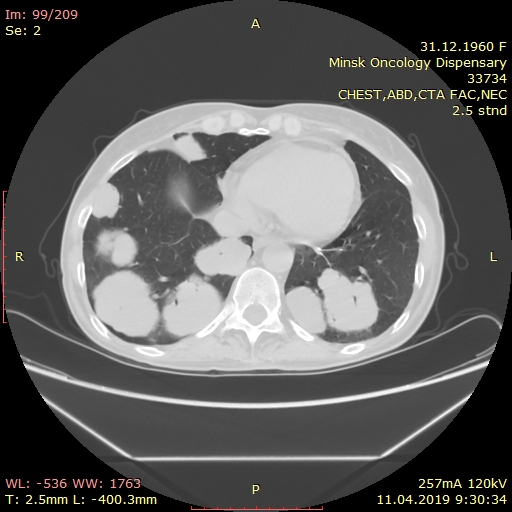 Im: 99/209
Se: 2
A
31.12.1960 F
Minsk Oncology Dispensary
33734
CHEST,ABD,CTA FAC,NEC
2.5 stnd
R
L
WL: -536 WW: 1763
T: 2.5mm L: -400.3mm
P
257mA 120kV
11.04.2019 9:30:34